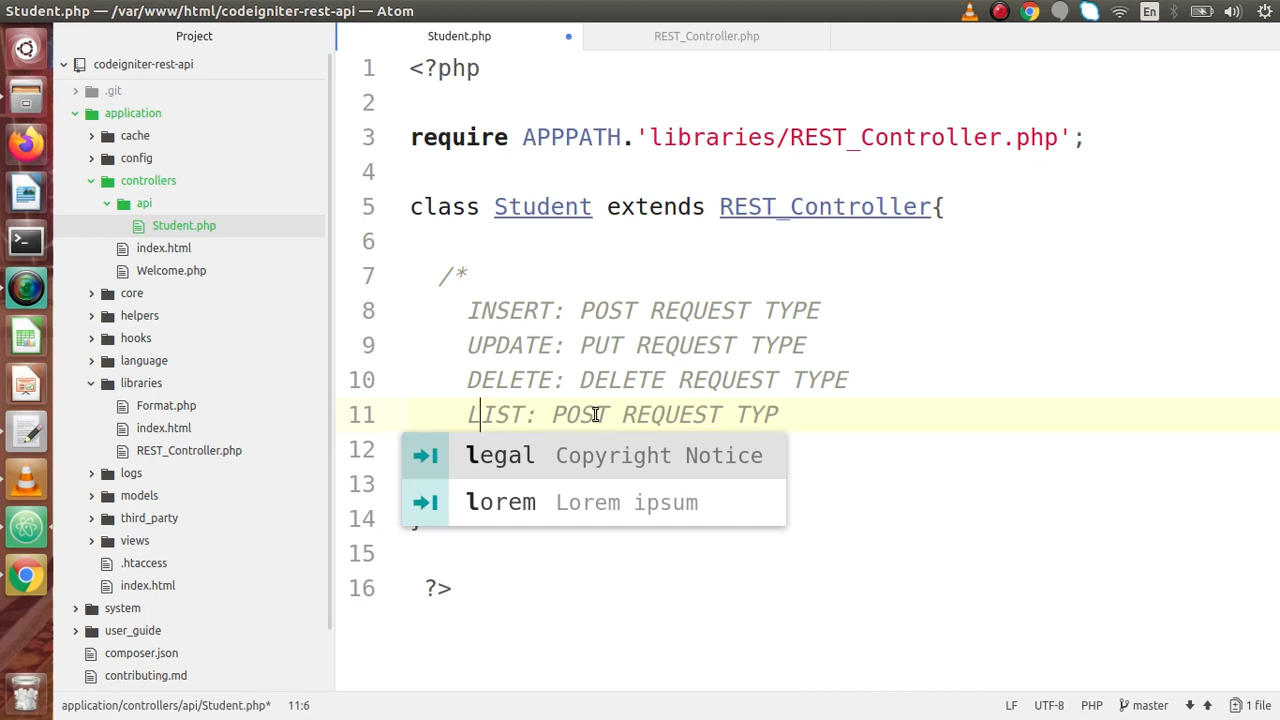 Student.php — /var/www/html/codeigniter-rest-api — Atom
En
Project
codeigniter-rest-api
.git
application
cache
config
controllers
api
Student.php
index.html
Welcome.php
core
helpers
hooks
language
libraries
Format.php
index.html
REST_Controller.php
logs
models
third_party
views
.htaccess
index.html
system
user_guide
composer.json
contributing.md
Student.php
REST_Controller.php
1 <?php
2
3 require APPPATH.'libraries/REST_Controller.php';
4
5 class Student extends REST_Controller{
6
7 /*
8 INSERT: POST REQUEST TYPE
9 UPDATE: PUT REQUEST TYPE
10 DELETE: DELETE REQUEST TYPE
11 LIST: POST REQUEST TYP
12
legal Copyright Notice
13
lorem Lorem ipsum
14 }
15
16 ?>
application/controllers/api/Student.php* 11:6
LF UTF-8 PHP master 1 file